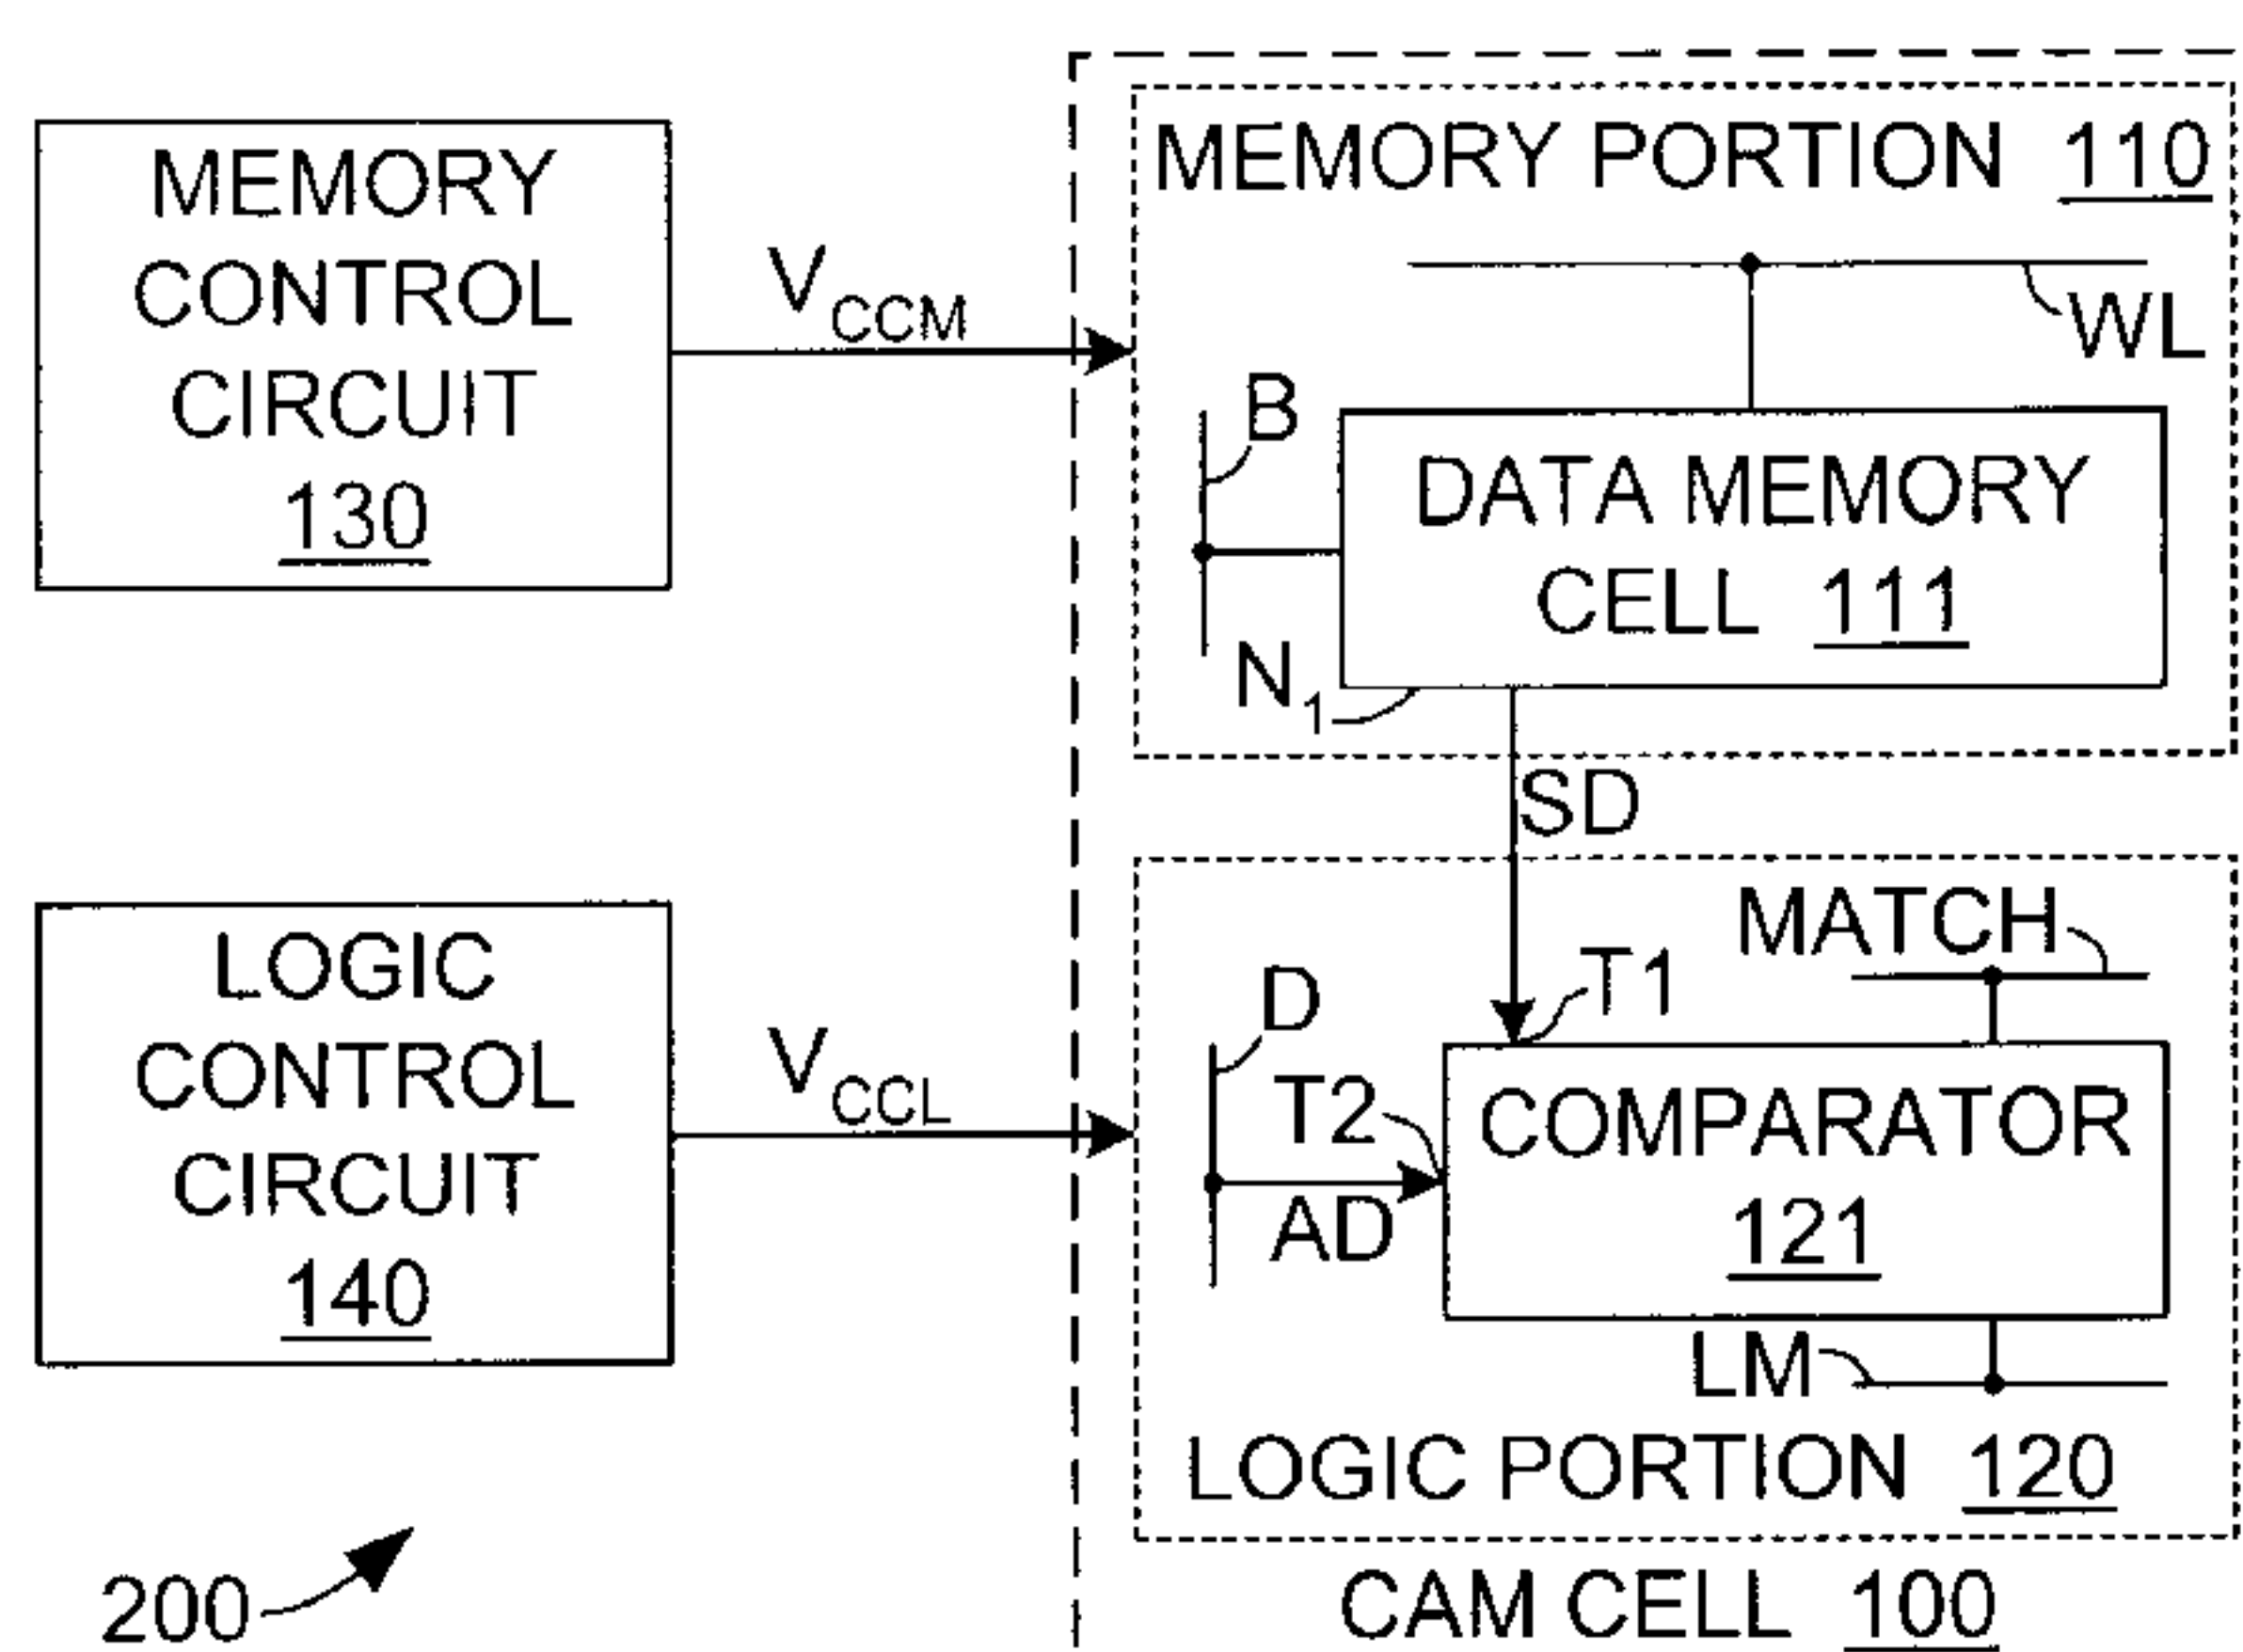 MEMORY
CONTROL
CIRCUIT
130
V_CCM
MEMORY PORTION 110
WL
B
DATA MEMORY
CELL 111
N_1
SD
LOGIC
CONTROL
CIRCUIT
140
V_CCL
MATCH
T1
D
T2
AD
COMPARATOR
121
LM
LOGIC PORTION 120
CAM CELL 100
200